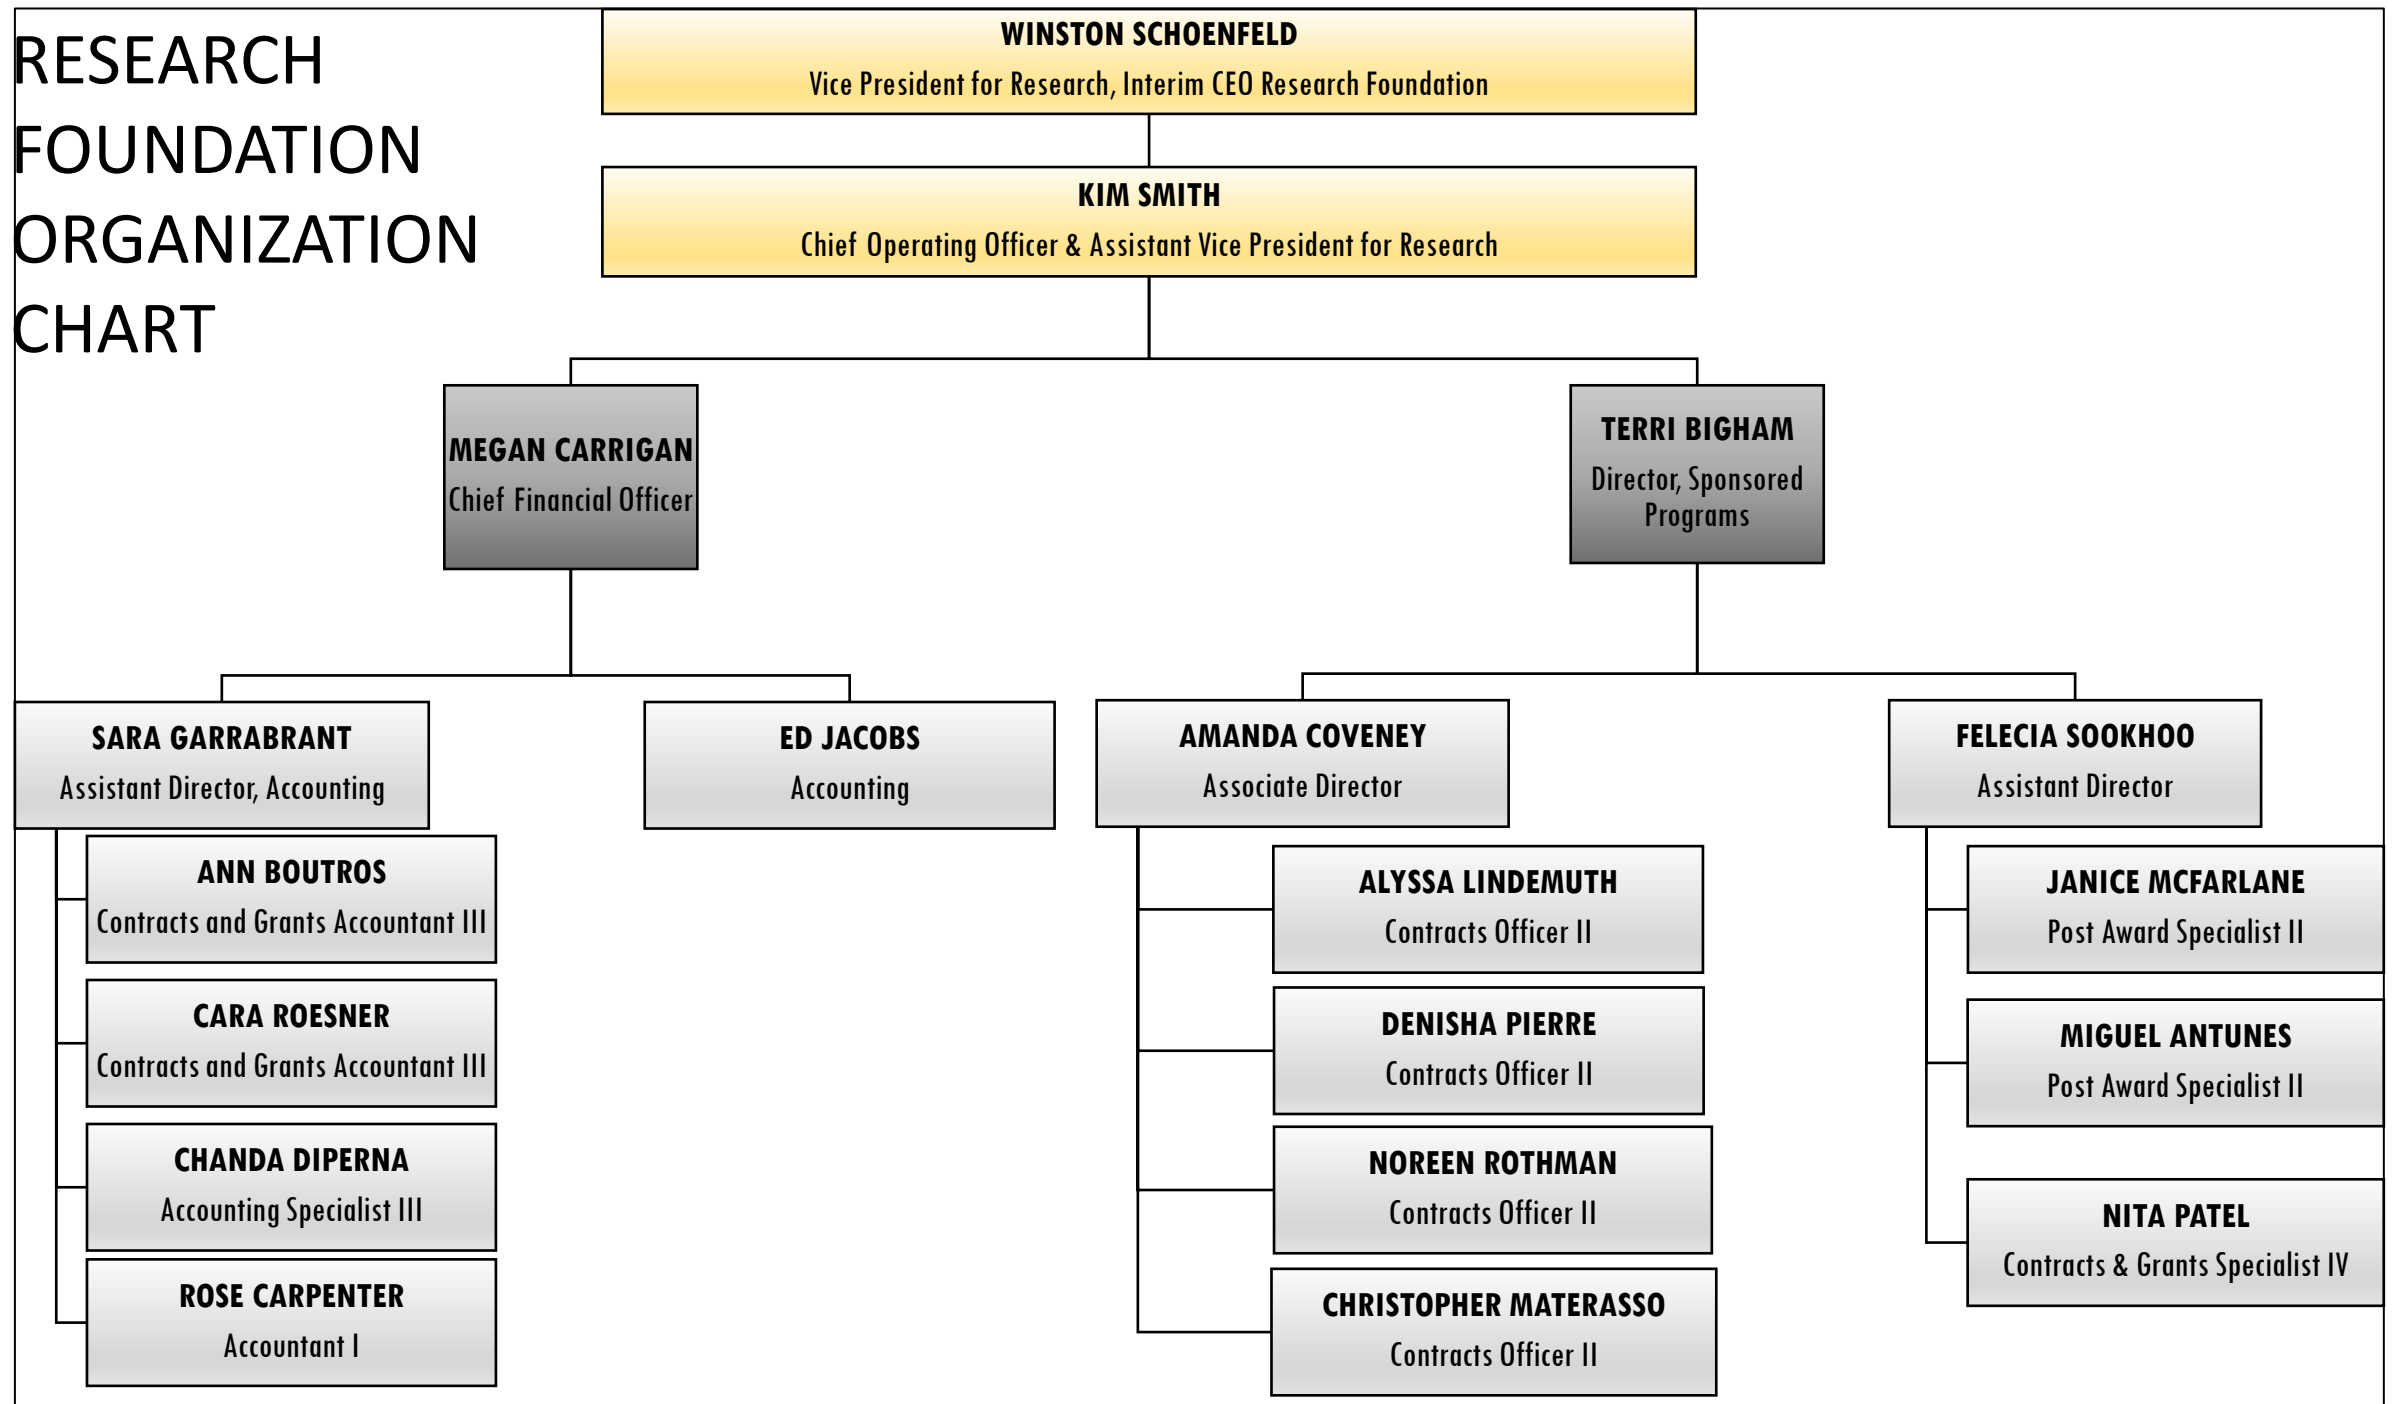 RESEARCH
FOUNDATION
ORGANIZATION
CHART
WINSTON SCHOENFELD
Vice President for Research, Interim CEO Research Foundation
KIM SMITH
Chief Operating Officer & Assistant Vice President for Research
MEGAN CARRIGAN
Chief Financial Officer
TERRI BIGHAM
Director, Sponsored
Programs
SARA GARRABRANT
Assistant Director, Accounting
ED JACOBS
Accounting
AMANDA COVENEY
Associate Director
FELECIA SOOKHOO
Assistant Director
ANN BOUTROS
Contracts and Grants Accountant III
CARA ROESNER
Contracts and Grants Accountant III
CHANDA DIPERNA
Accounting Specialist III
ROSE CARPENTER
Accountant I
ALYSSA LINDEMUTH
Contracts Officer II
DENISHA PIERRE
Contracts Officer II
NOREEN ROTHMAN
Contracts Officer II
CHRISTOPHER MATERASSO
Contracts Officer II
JANICE MCFARLANE
Post Award Specialist II
MIGUEL ANTUNES
Post Award Specialist II
NITA PATEL
Contracts & Grants Specialist IV